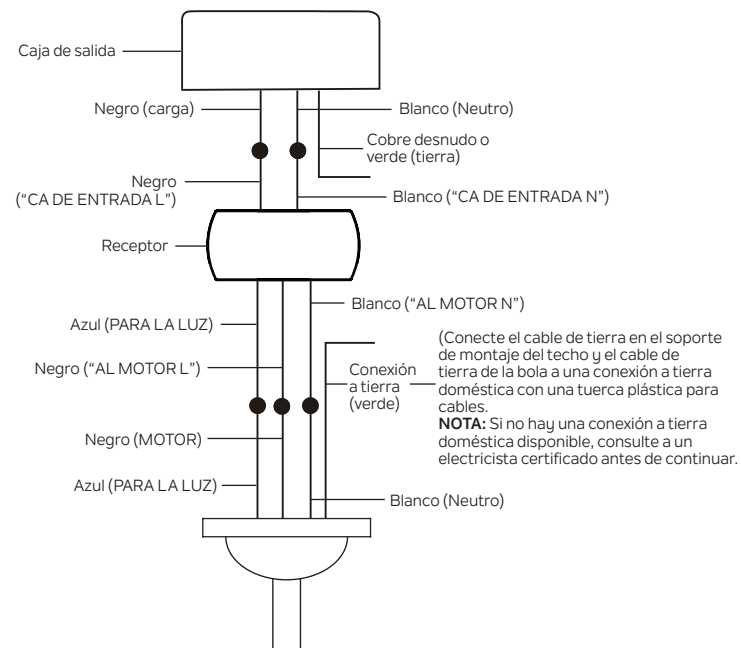 Caja de salida
Negro (carga)
Blanco (Neutro)
Cobre desnudo o
verde (tierra)
Negro
("CA DE ENTRADA L")
Blanco ("CA DE ENTRADA N")
Receptor
Blanco ("AL MOTOR N")
Azul (PARA LA LUZ)
Negro ("AL MOTOR L")
Conexión
a tierra
(verde)
(Conecte el cable de tierra en el soporte
de montaje del techo y el cable de
tierra de la bola a una conexión a tierra
doméstica con una tuerca plástica para
cables.
NOTA: Si no hay una conexión a tierra
doméstica disponible, consulte a un
electricista certificado antes de continuar.
Negro (MOTOR)
Azul (PARA LA LUZ)
Blanco (Neutro)